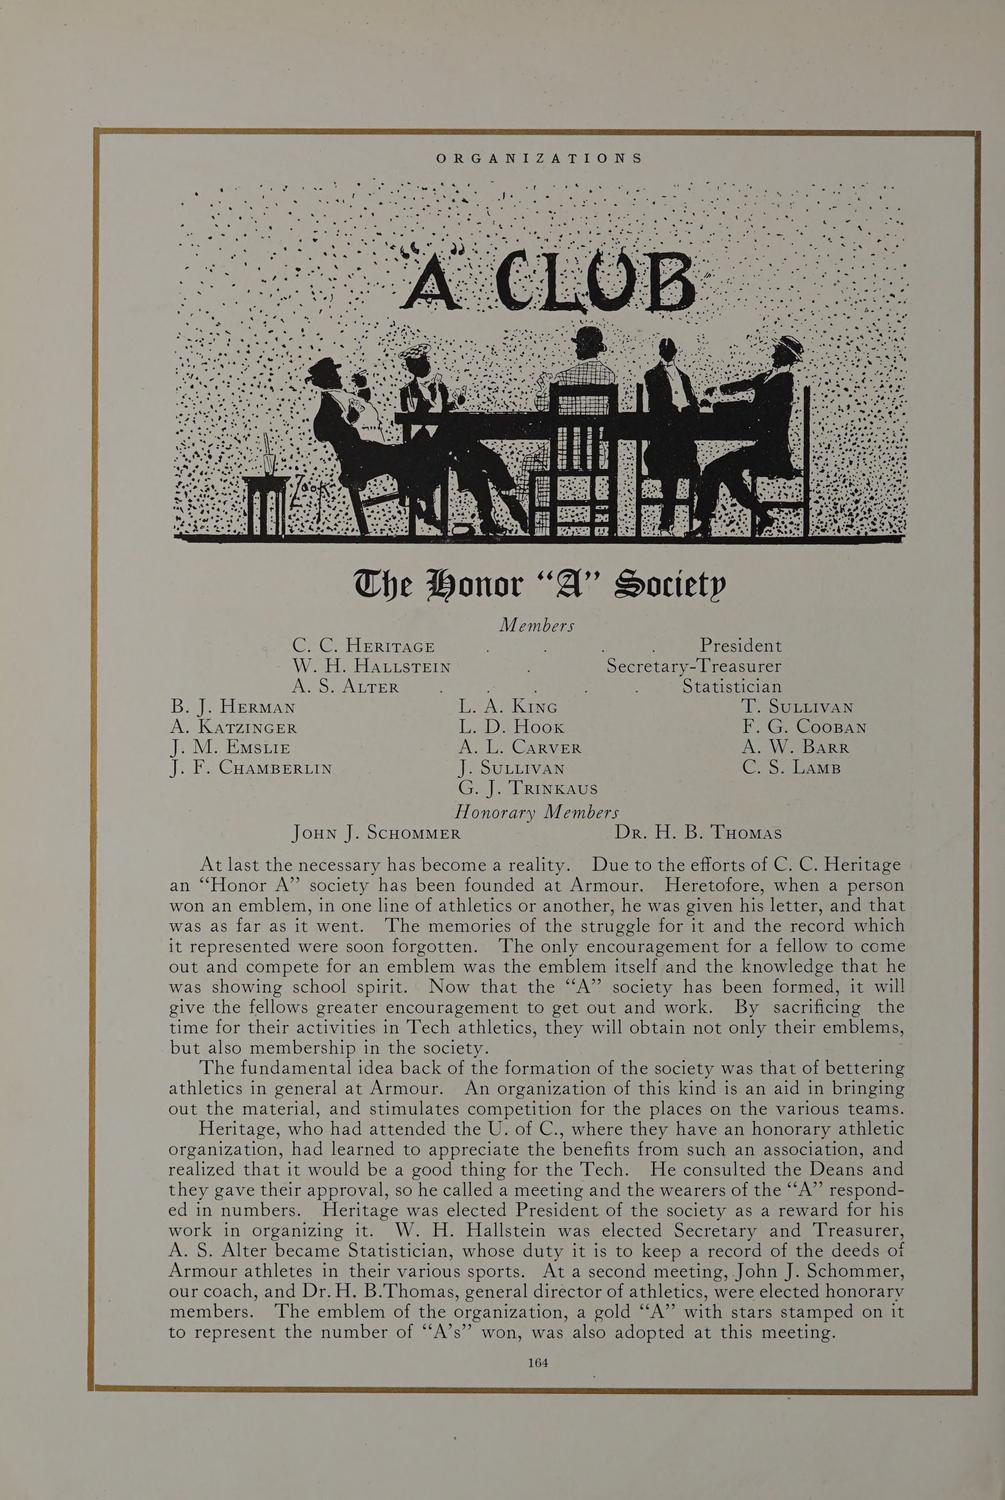 ORGANIZATIONS
"A" CLUB
Zook
The Honor "A" Society
Members
C. C. HERITAGE . . . . President
W. H. HALLSTEIN . Secretary-Treasurer
A. S. ALTER . . . . . Statistician
B. J. HERMAN L. A. KING T. SULLIVAN
A. KATZINGER L. D. HOOK F. G. COOBAN
J. M. EMSLIE A. L. CARVER A. W. BARR
J. F. CHAMBERLIN J. SULLIVAN C. S. LAMB
G. J. TRINKAUS
Honorary Members
JOHN J. SCHOMMER DR. H. B. THOMAS
At last the necessary has become a reality. Due to the efforts of C. C. Heritage
an "Honor A" society has been founded at Armour. Heretofore, when a person
won an emblem, in one line of athletics or another, he was given his letter, and that
was as far as it went. The memories of the struggle for it and the record which
it represented were soon forgotten. The only encouragement for a fellow to come
out and compete for an emblem was the emblem itself and the knowledge that he
was showing school spirit. Now that the "A" society has been formed, it will
give the fellows greater encouragement to get out and work. By sacrificing the
time for their activities in Tech athletics, they will obtain not only their emblems,
but also membership in the society.
The fundamental idea back of the formation of the society was that of bettering
athletics in general at Armour. An organization of this kind is an aid in bringing
out the material, and stimulates competition for the places on the various teams.
Heritage, who had attended the U. of C., where they have an honorary athletic
organization, had learned to appreciate the benefits from such an association, and
realized that it would be a good thing for the Tech. He consulted the Deans and
they gave their approval, so he called a meeting and the wearers of the "A" respond-
ed in numbers. Heritage was elected President of the society as a reward for his
work in organizing it. W. H. Hallstein was elected Secretary and Treasurer,
A. S. Alter became Statistician, whose duty it is to keep a record of the deeds of
Armour athletes in their various sports. At a second meeting, John J. Schommer,
our coach, and Dr. H. B. Thomas, general director of athletics, were elected honorary
members. The emblem of the organization, a gold "A" with stars stamped on it
to represent the number of "A's" won, was also adopted at this meeting.
164